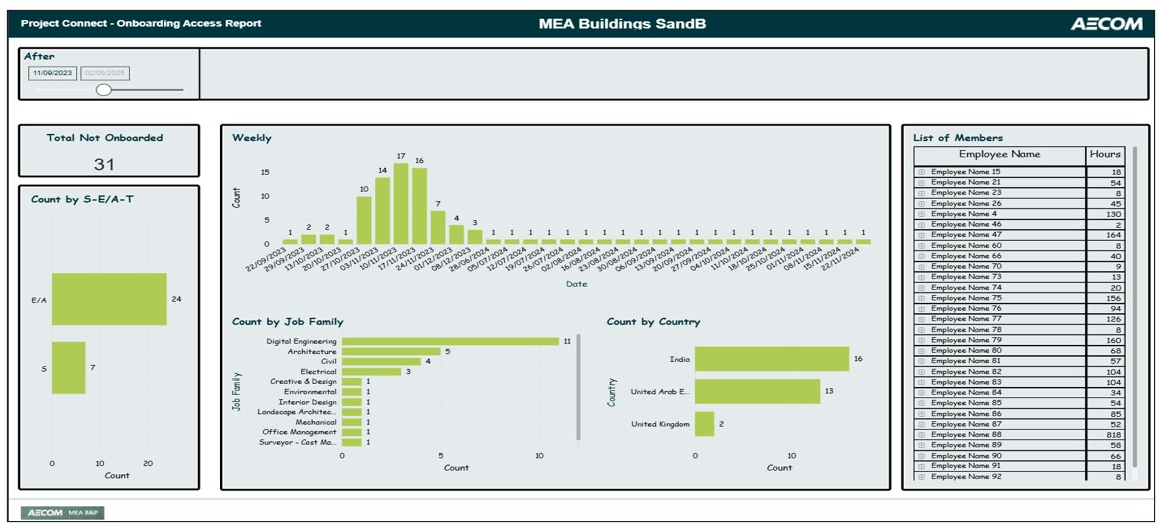 Project Connect - Onboarding Access Report
MEA Buildings SandB
AECOM
After
11/09/2023 02/05/2025
Total Not Onboarded
31
Count by S-E/A-T
E/A 24
S 7
0 10 20
Count
Weekly
Count
15
10
5
0
1 2 2 1 10 14 17 16 7 4 3 1 1 1 1 1 1 1 1 1 1 1 1 1 1 1 1 1 1 1 1 1
22/09/2023 29/09/2023 13/10/2023 20/10/2023 27/10/2023 03/11/2023 10/11/2023 17/11/2023 24/11/2023 01/12/2023 08/12/2023 28/06/2024 05/07/2024 12/07/2024 19/07/2024 26/07/2024 02/08/2024 16/08/2024 23/08/2024 30/08/2024 06/09/2024 13/09/2024 20/09/2024 27/09/2024 04/10/2024 11/10/2024 18/10/2024 25/10/2024 01/11/2024 08/11/2024 15/11/2024 22/11/2024
Date
Count by Job Family
Job Family
Digital Engineering 11
Architecture 5
Civil 4
Electrical 3
Creative & Design 1
Environmental 1
Interior Design 1
Landscape Architec... 1
Mechanical 1
Office Management 1
Surveyor - Cost Ma... 1
0 5 10
Count
Count by Country
Country
India 16
United Arab E... 13
United Kingdom 2
0 10
Count
List of Members
Employee Name Hours
Employee Name 15 18
Employee Name 21 54
Employee Name 23 8
Employee Name 26 45
Employee Name 4 130
Employee Name 46 2
Employee Name 47 164
Employee Name 60 8
Employee Name 66 40
Employee Name 70 9
Employee Name 73 13
Employee Name 74 20
Employee Name 75 156
Employee Name 76 94
Employee Name 77 126
Employee Name 78 8
Employee Name 79 160
Employee Name 80 68
Employee Name 81 57
Employee Name 82 104
Employee Name 83 104
Employee Name 84 34
Employee Name 85 54
Employee Name 86 85
Employee Name 87 52
Employee Name 88 818
Employee Name 89 58
Employee Name 90 66
Employee Name 91 18
Employee Name 92 8
AECOM MEA B&P